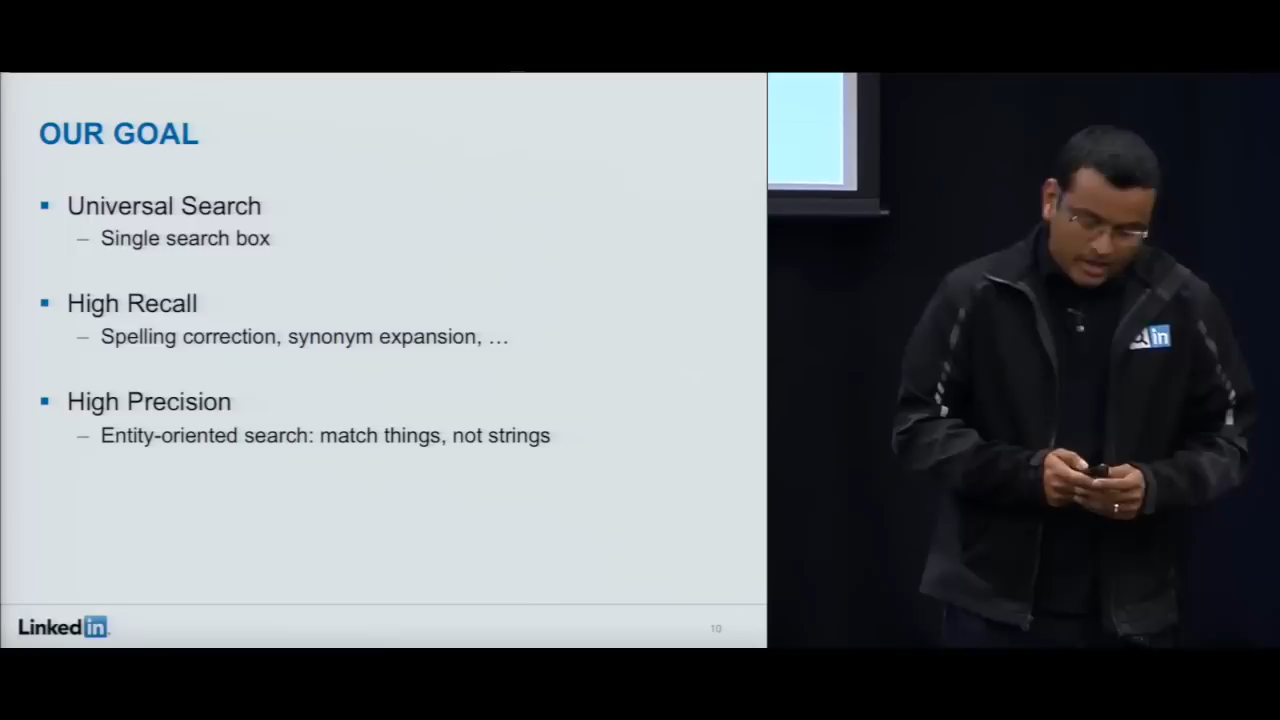 OUR GOAL
▪ Universal Search
– Single search box
▪ High Recall
– Spelling correction, synonym expansion, …
▪ High Precision
– Entity-oriented search: match things, not strings
LinkedIn
10
in